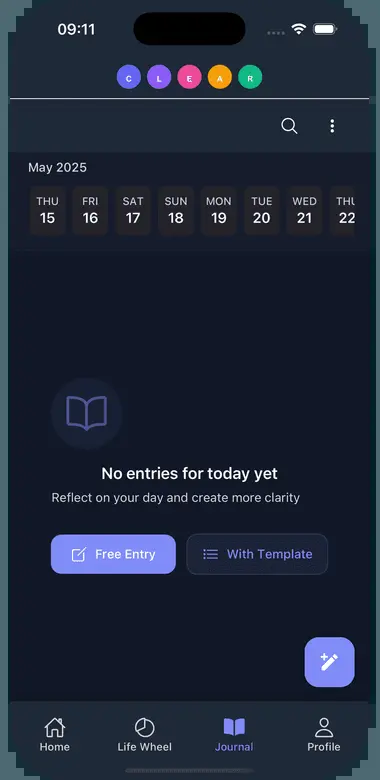 09:11
C L E A R
May 2025
THU FRI SAT SUN MON TUE WED THU
15 16 17 18 19 20 21 22
No entries for today yet
Reflect on your day and create more clarity
Free Entry With Template
Home Life Wheel Journal Profile